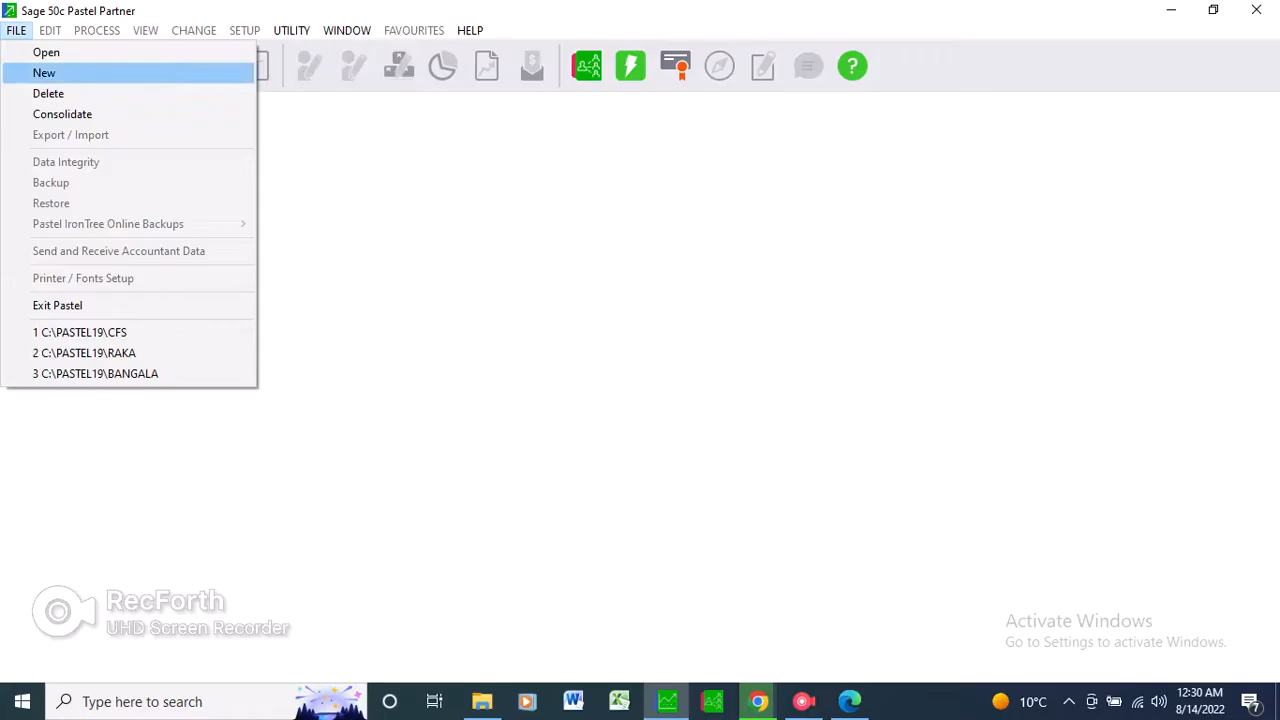 Sage 50c Pastel Partner
FILE EDIT PROCESS VIEW CHANGE SETUP UTILITY WINDOW FAVOURITES HELP
Open
New
Delete
Consolidate
Export / Import
Data Integrity
Backup
Restore
Pastel IronTree Online Backups
Send and Receive Accountant Data
Printer / Fonts Setup
Exit Pastel
1 C:\PASTEL19\CFS
2 C:\PASTEL19\RAKA
3 C:\PASTEL19\BANGALA
RecForth
UHD Screen Recorder
Activate Windows
Go to Settings to activate Windows.
Type here to search
10°C
12:30 AM
8/14/2022
7